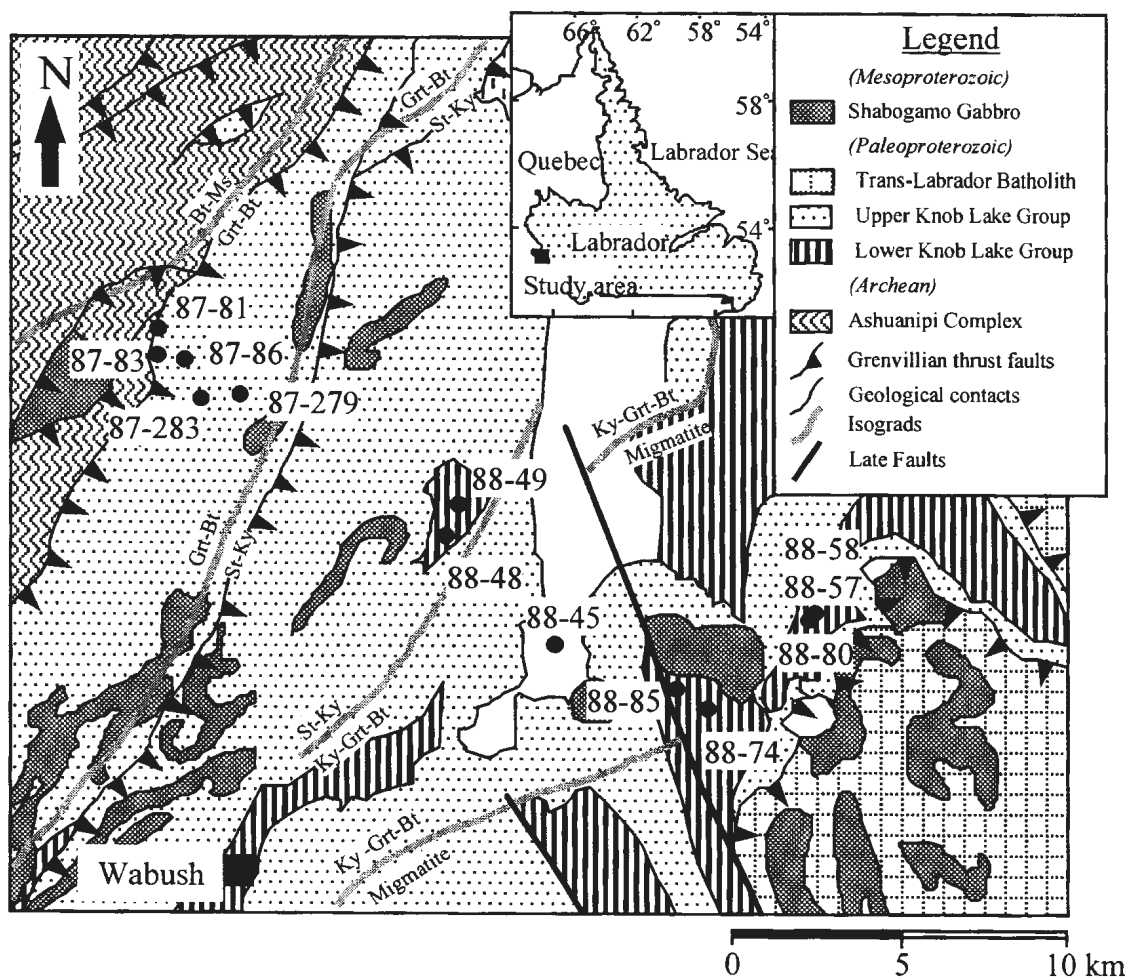 N
66° 62° 58° 54°
58°
54°
Quebec
Labrador Se
Labrador
Study area
Legend
(Mesoproterozoic)
Shabogamo Gabbro
(Paleoproterozoic)
Trans-Labrador Batholith
Upper Knob Lake Group
Lower Knob Lake Group
(Archean)
Ashuanipi Complex
Grenvillian thrust faults
Geological contacts
Isograds
Late Faults
Grt-Bt
St-Ky
Bt-Ms
Grt-Bt
87-81
87-83
87-86
87-279
87-283
Ky-Grt-Bt
Migmatite
88-49
88-48
Grt-Bt
St-Ky
88-58
88-57
88-45
88-80
88-85
88-74
St-Ky
Ky-Grt-Bt
Ky-Grt-Bt
Migmatite
Wabush
0 5 10 km